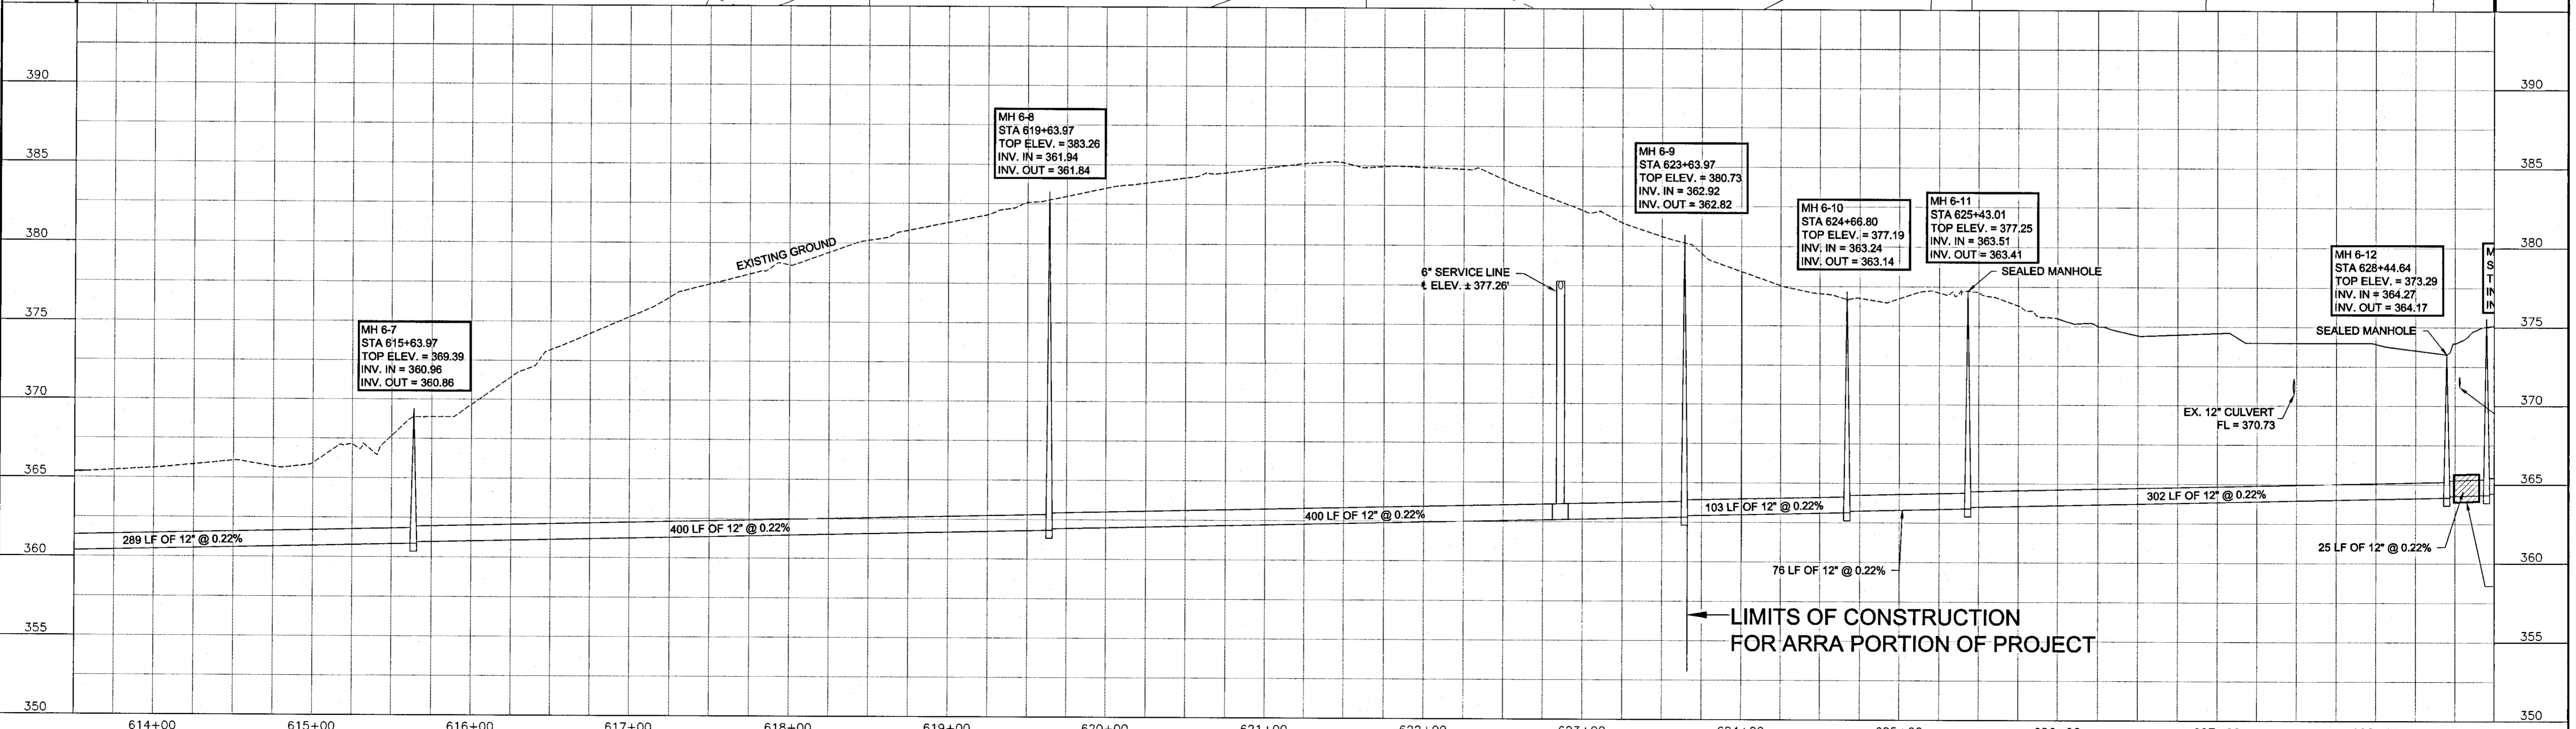 390
385
380
375
370
365
360
355
350
MH 6-7
STA 615+63.97
TOP ELEV. = 369.39
INV. IN = 360.96
INV. OUT = 360.86
EXISTING GROUND
MH 6-8
STA 619+63.97
TOP ELEV. = 383.26
INV. IN = 361.94
INV. OUT = 361.84
6" SERVICE LINE
℄ ELEV. ± 377.26'
MH 6-9
STA 623+63.97
TOP ELEV. = 380.73
INV. IN = 362.92
INV. OUT = 362.82
MH 6-10
STA 624+66.80
TOP ELEV. = 377.19
INV. IN = 363.24
INV. OUT = 363.14
MH 6-11
STA 625+43.01
TOP ELEV. = 377.25
INV. IN = 363.51
INV. OUT = 363.41
SEALED MANHOLE
MH 6-12
STA 628+44.64
TOP ELEV. = 373.29
INV. IN = 364.27
INV. OUT = 364.17
SEALED MANHOLE
EX. 12" CULVERT
FL = 370.73
289 LF OF 12" @ 0.22%
400 LF OF 12" @ 0.22%
400 LF OF 12" @ 0.22%
103 LF OF 12" @ 0.22%
76 LF OF 12" @ 0.22%
302 LF OF 12" @ 0.22%
25 LF OF 12" @ 0.22%
LIMITS OF CONSTRUCTION
FOR ARRA PORTION OF PROJECT
390
385
380
375
370
365
360
355
350
614+00
615+00
616+00
617+00
618+00
619+00
620+00
621+00
622+00